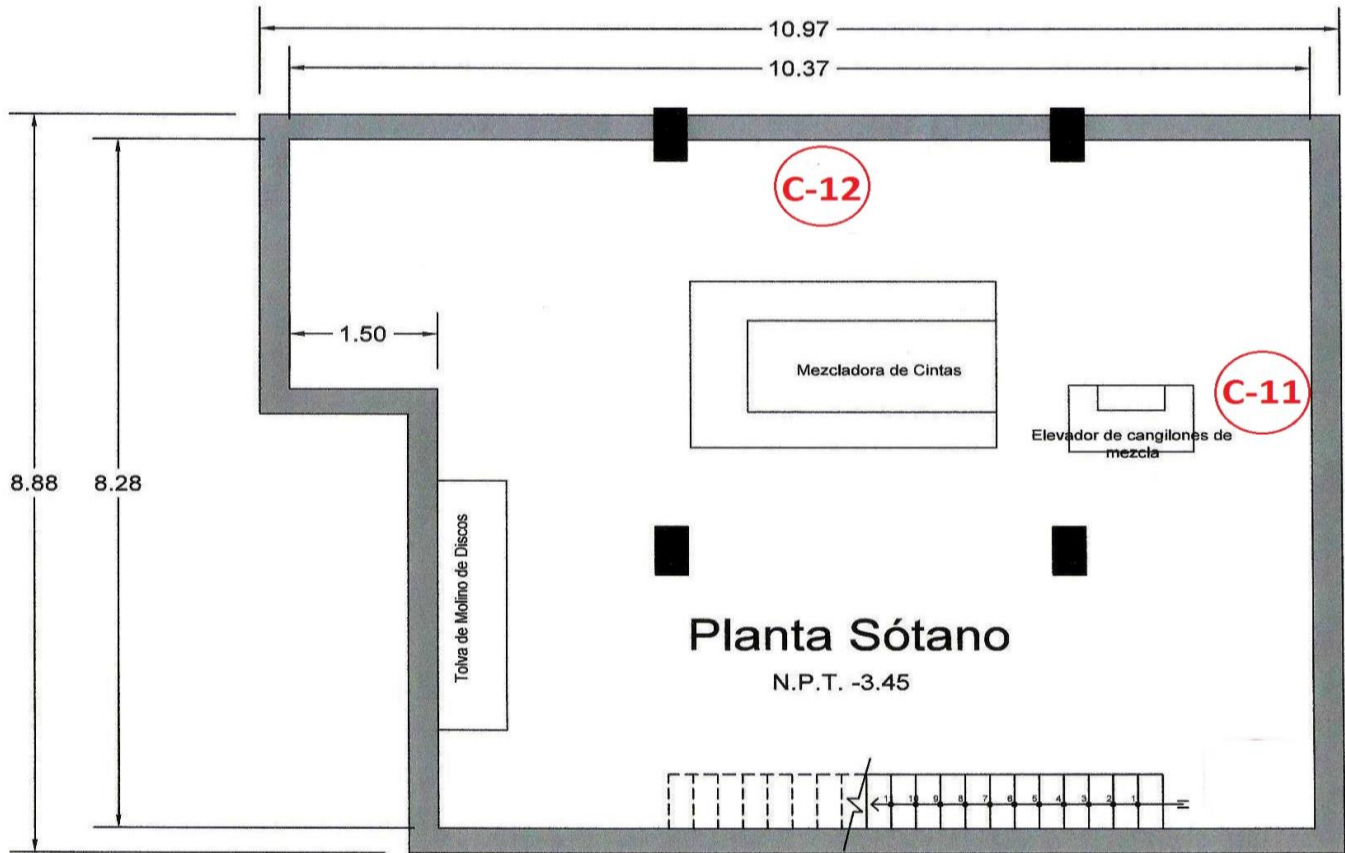 10.97
10.37
C-12
1.50
Mezcladora de Cintas
C-11
Elevador de cangilones de
mezcla
8.88
8.28
Tolva de Molino de Discos
Planta Sótano
N.P.T. -3.45
11 10 9 8 7 6 5 4 3 2 1